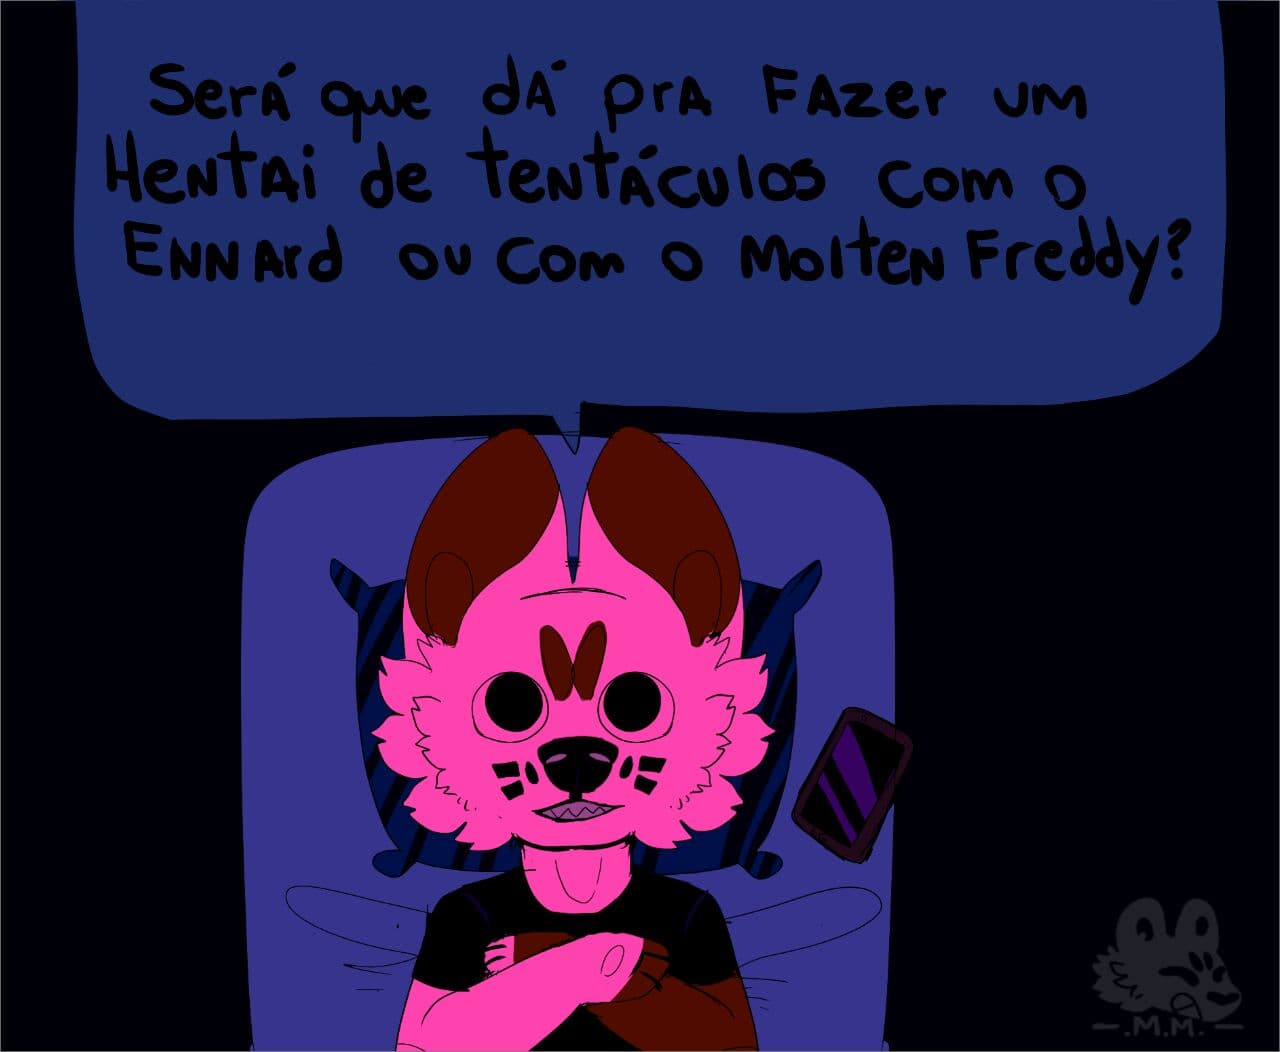 Será que dá pra fazer um
Hentai de tentáculos com o
Ennard ou com o Molten Freddy?
.M.M.